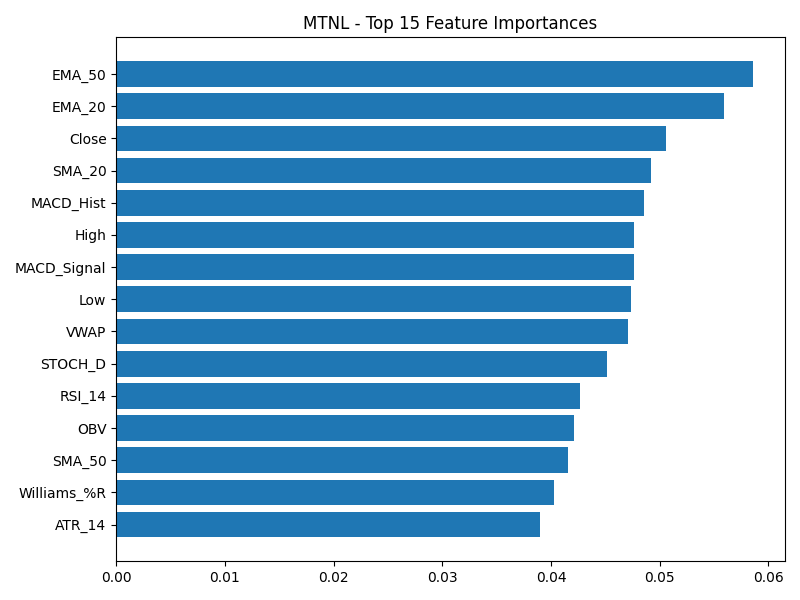 MTNL - Top 15 Feature Importances
EMA_50
EMA_20
Close
SMA_20
MACD_Hist
High
MACD_Signal
Low
VWAP
STOCH_D
RSI_14
OBV
SMA_50
Williams_%R
ATR_14
0.00 0.01 0.02 0.03 0.04 0.05 0.06